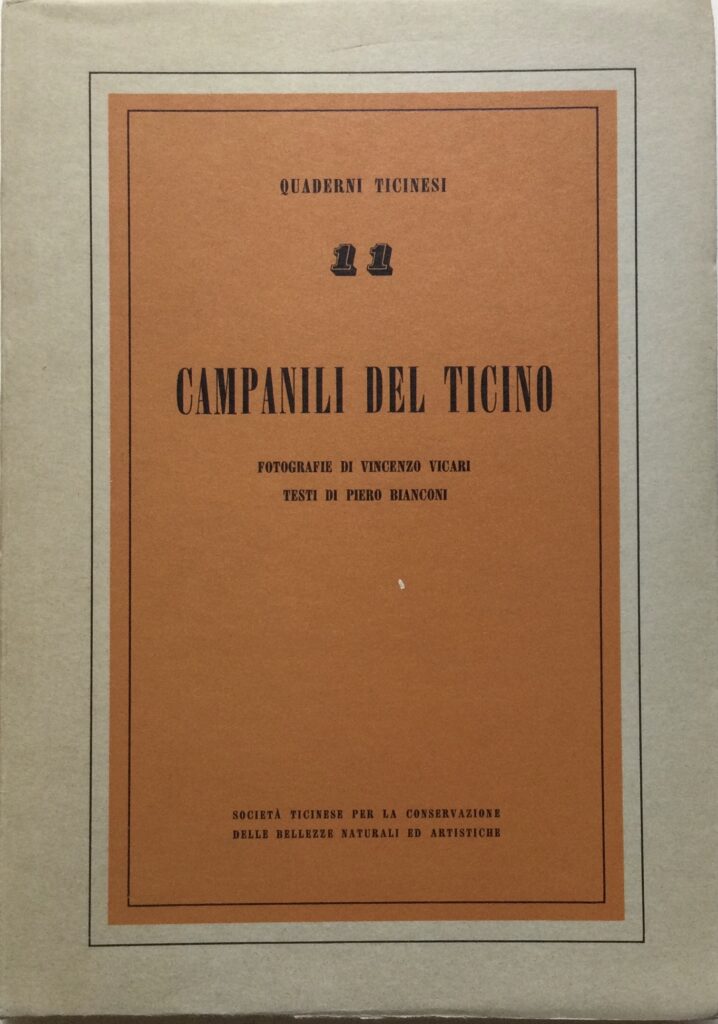 QUADERNI TICINESI
11
CAMPANILI DEL TICINO
FOTOGRAFIE DI VINCENZO VICARI
TESTI DI PIERO BIANCONI
SOCIETÀ TICINESE PER LA CONSERVAZIONE
DELLE BELLEZZE NATURALI ED ARTISTICHE